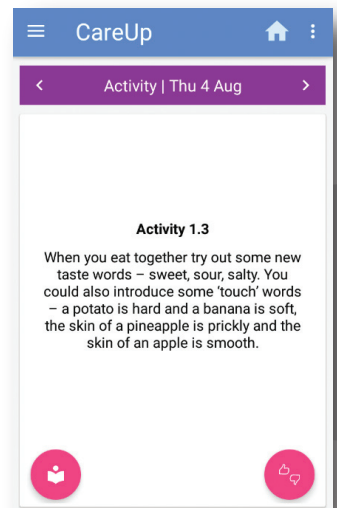 CareUp
Activity | Thu 4 Aug
Activity 1.3
When you eat together try out some new
taste words – sweet, sour, salty. You
could also introduce some ‘touch’ words
– a potato is hard and a banana is soft,
the skin of a pineapple is prickly and the
skin of an apple is smooth.